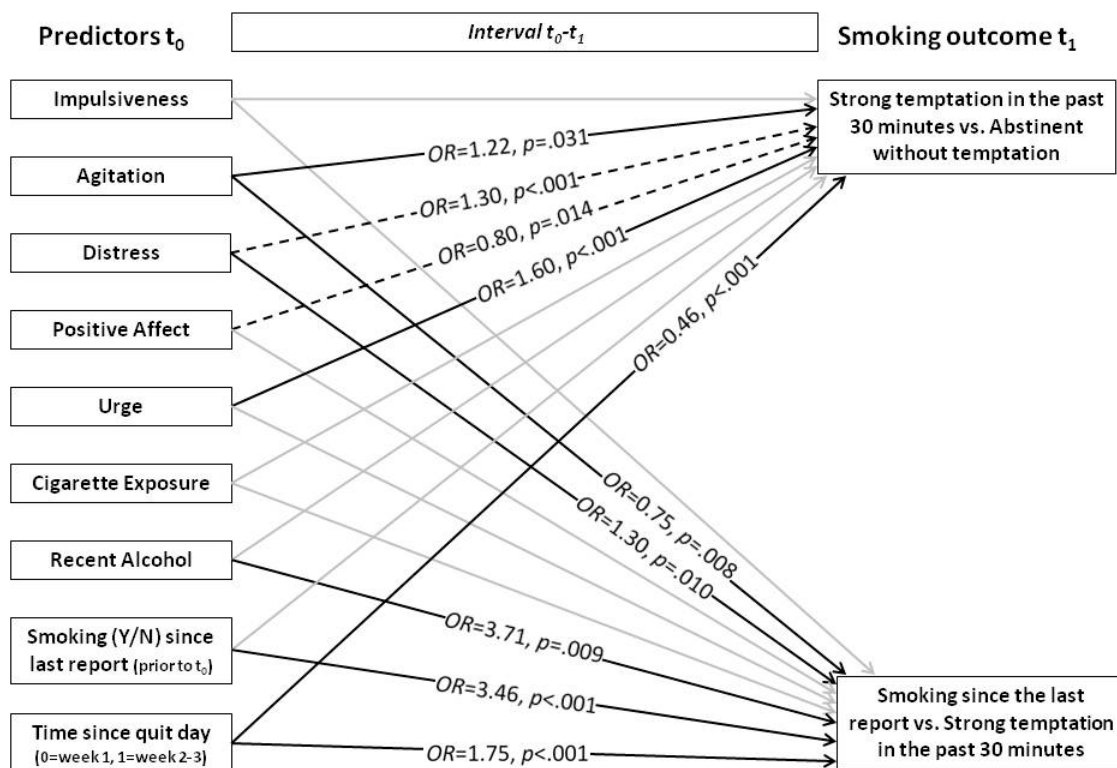 Predictors t0
Interval t0-t1
Smoking outcome t1
Impulsiveness
Agitation
Distress
Positive Affect
Urge
Cigarette Exposure
Recent Alcohol
Smoking (Y/N) since
last report (prior to t0)
Time since quit day
(0=week 1, 1=week 2-3)
OR=1.22, p=.031
OR=1.30, p<.001
OR=0.80, p=.014
OR=1.60, p<.001
OR=0.46, p<.001
OR=0.75, p=.008
OR=1.30, p=.010
OR=3.71, p=.009
OR=3.46, p<.001
OR=1.75, p<.001
Strong temptation in the past
30 minutes vs. Abstinent
without temptation
Smoking since the last
report vs. Strong temptation
in the past 30 minutes